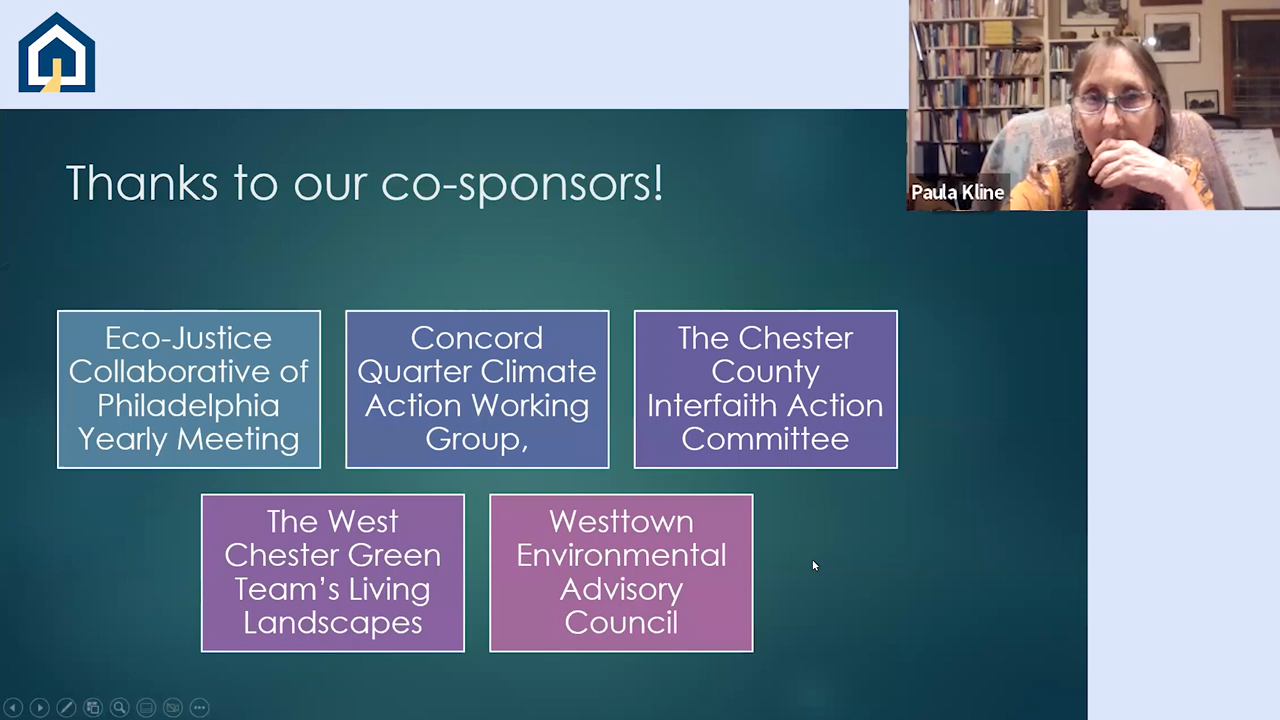 Thanks to our co-sponsors!
Paula Kline
Eco-Justice
Collaborative of
Philadelphia
Yearly Meeting
Concord
Quarter Climate
Action Working
Group,
The Chester
County
Interfaith Action
Committee
The West
Chester Green
Team’s Living
Landscapes
Westtown
Environmental
Advisory
Council